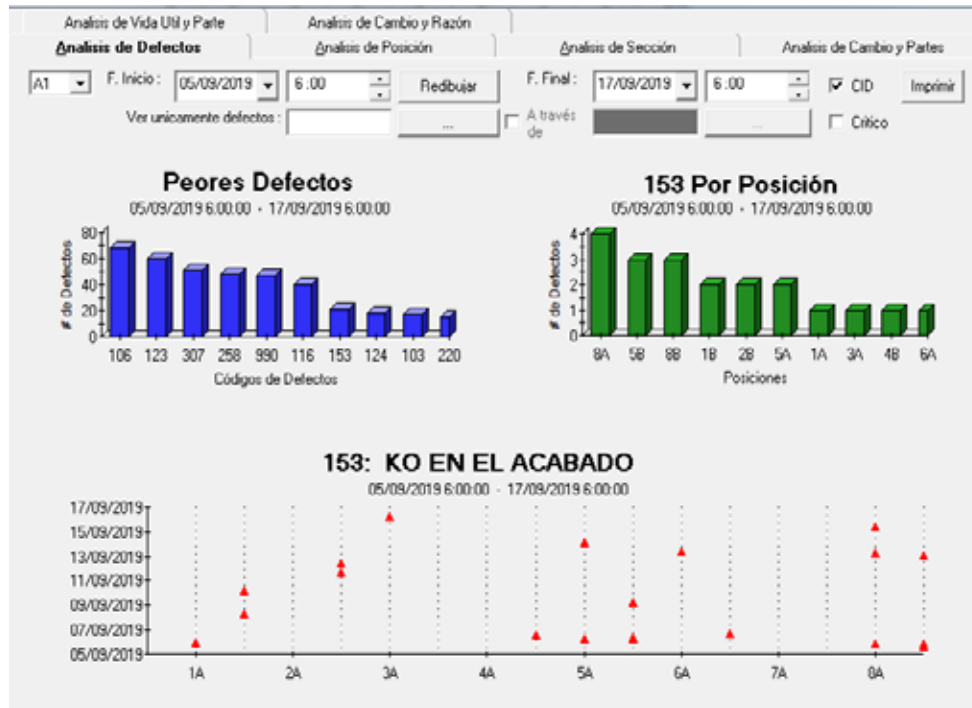 Analisis de Vida Util y Parte Analisis de Cambio y Razón
Analisis de Defectos Analisis de Posición Analisis de Sección Analisis de Cambio y Partes
A1 F. Inicio : 05/09/2019 6:00 Redibujar F. Final : 17/09/2019 6:00 CID Imprimir
Ver unicamente defectos : ... A través de ... Critico
Peores Defectos
05/09/2019 6:00:00 - 17/09/2019 6:00:00
# de Defectos
80
60
40
20
0
106 123 307 258 990 116 153 124 103 220
Códigos de Defectos
153 Por Posición
05/09/2019 6:00:00 - 17/09/2019 6:00:00
# de Defectos
4
3
2
1
0
8A 5B 8B 1B 2B 5A 1A 3A 4B 6A
Posiciones
153: KO EN EL ACABADO
05/09/2019 6:00:00 - 17/09/2019 6:00:00
17/09/2019
15/09/2019
13/09/2019
11/09/2019
09/09/2019
07/09/2019
05/09/2019
1A 2A 3A 4A 5A 6A 7A 8A